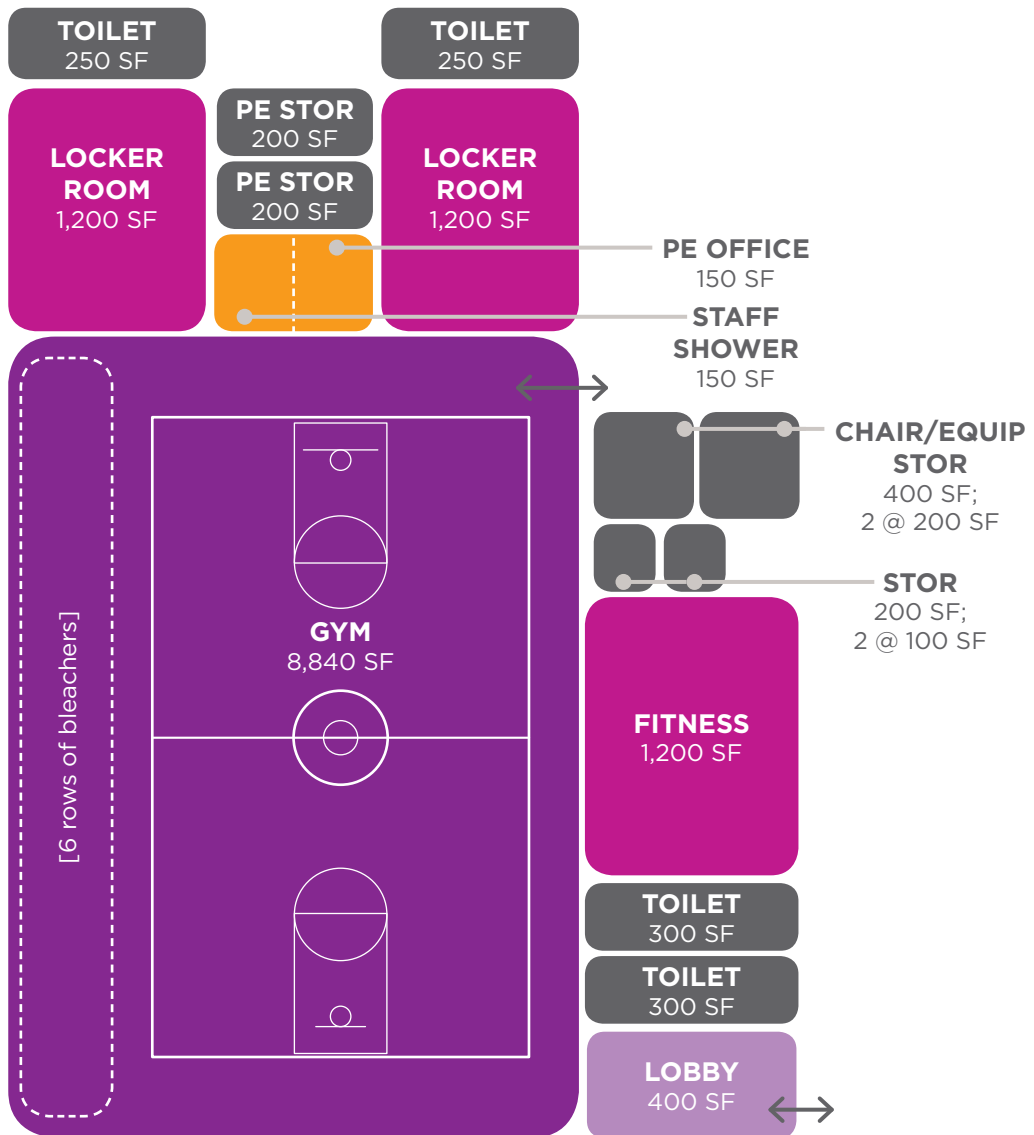 TOILET
250 SF
TOILET
250 SF
PE STOR
200 SF
PE STOR
200 SF
LOCKER
ROOM
1,200 SF
LOCKER
ROOM
1,200 SF
PE OFFICE
150 SF
STAFF
SHOWER
150 SF
CHAIR/EQUIP
STOR
400 SF;
2 @ 200 SF
STOR
200 SF;
2 @ 100 SF
[6 rows of bleachers]
GYM
8,840 SF
FITNESS
1,200 SF
TOILET
300 SF
TOILET
300 SF
LOBBY
400 SF